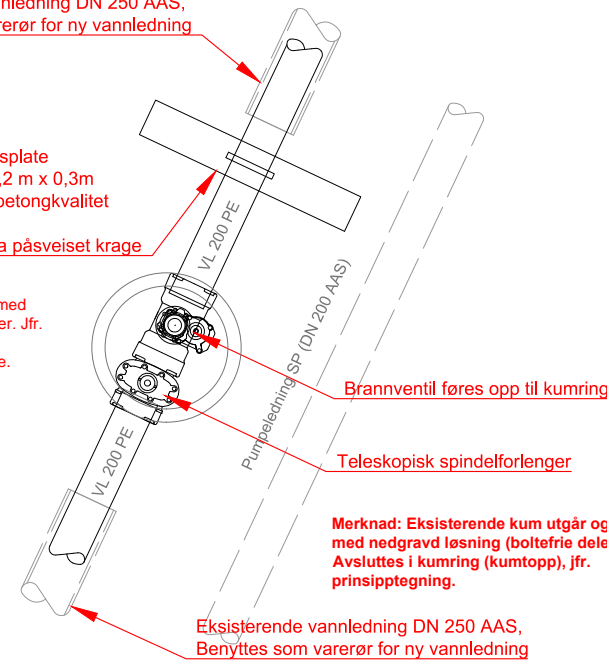 nledning DN 250 AAS,
rerør for ny vannledning
splate
,2 m x 0,3m
betongkvalitet
a påsveiset krage
VL 200 PE
med
er. Jfr.
e.
Pumpeledning SP (DN 200 AAS)
Brannventil føres opp til kumring
VL 200 PE
Teleskopisk spindelforlenger
Merknad: Eksisterende kum utgår og
med nedgravd løsning (boltefrie dele
Avsluttes i kumring (kumtopp), jfr.
prinsipptegning.
Eksisterende vannledning DN 250 AAS,
Benyttes som varerør for ny vannledning